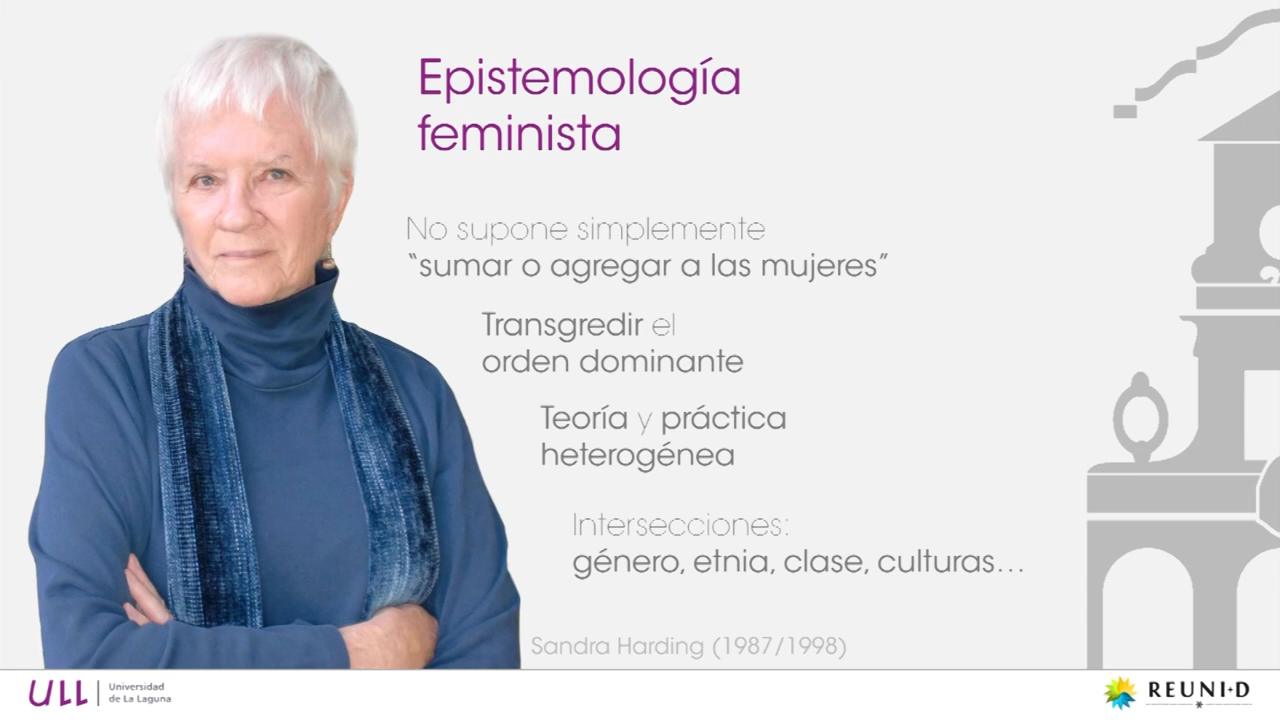 Epistemología
feminista
No supone simplemente
“sumar o agregar a las mujeres”
Transgredir el
orden dominante
Teoría y práctica
heterogénea
Intersecciones:
género, etnia, clase, culturas...
Sandra Harding (1987/1998)
ULL
Universidad
de La Laguna
REUNI+D